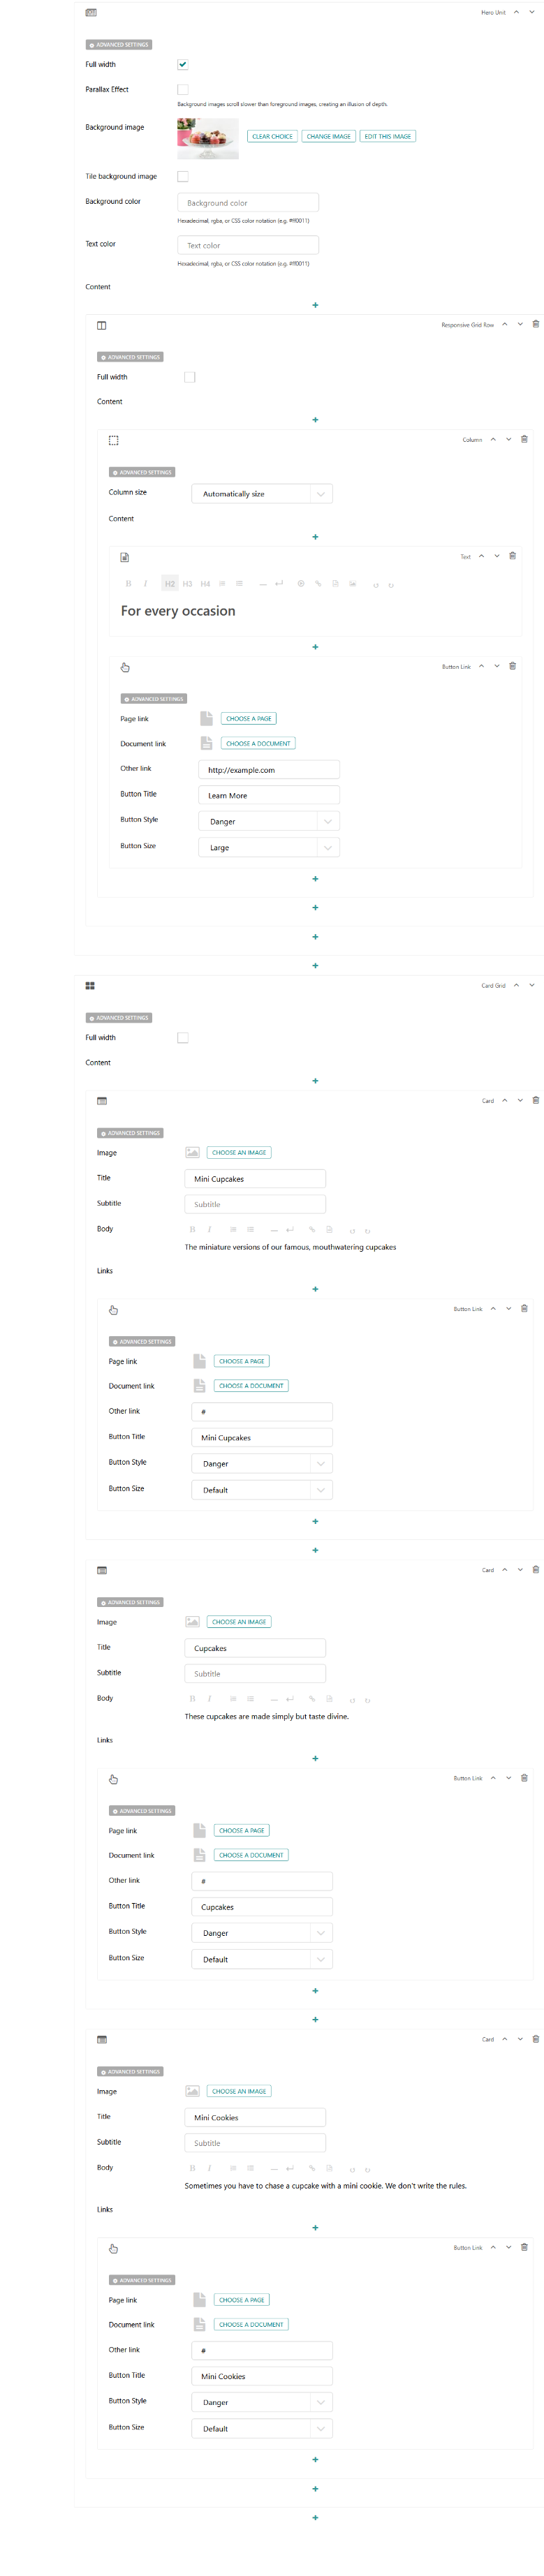 Hero Unit
ADVANCED SETTINGS
Full width
Parallax Effect
Background images scroll slower than foreground images, creating an illusion of depth.
Background image CLEAR CHOICE CHANGE IMAGE EDIT THIS IMAGE
Tile background image
Background color Background color
Hexadecimal, rgba, or CSS color notation (e.g. #ff0011)
Text color Text color
Hexadecimal, rgba, or CSS color notation (e.g. #ff0011)
Content
Responsive Grid Row
ADVANCED SETTINGS
Full width
Content
Column
ADVANCED SETTINGS
Column size Automatically size
Content
Text
B I H2 H3 H4
For every occasion
Button Link
ADVANCED SETTINGS
Page link CHOOSE A PAGE
Document link CHOOSE A DOCUMENT
Other link http://example.com
Button Title Learn More
Button Style Danger
Button Size Large
Card Grid
ADVANCED SETTINGS
Full width
Content
Card
ADVANCED SETTINGS
Image CHOOSE AN IMAGE
Title Mini Cupcakes
Subtitle Subtitle
Body B I
The miniature versions of our famous, mouthwatering cupcakes
Links
Button Link
ADVANCED SETTINGS
Page link CHOOSE A PAGE
Document link CHOOSE A DOCUMENT
Other link #
Button Title Mini Cupcakes
Button Style Danger
Button Size Default
Card
ADVANCED SETTINGS
Image CHOOSE AN IMAGE
Title Cupcakes
Subtitle Subtitle
Body B I
These cupcakes are made simply but taste divine.
Links
Button Link
ADVANCED SETTINGS
Page link CHOOSE A PAGE
Document link CHOOSE A DOCUMENT
Other link #
Button Title Cupcakes
Button Style Danger
Button Size Default
Card
ADVANCED SETTINGS
Image CHOOSE AN IMAGE
Title Mini Cookies
Subtitle Subtitle
Body B I
Sometimes you have to chase a cupcake with a mini cookie. We don't write the rules.
Links
Button Link
ADVANCED SETTINGS
Page link CHOOSE A PAGE
Document link CHOOSE A DOCUMENT
Other link #
Button Title Mini Cookies
Button Style Danger
Button Size Default